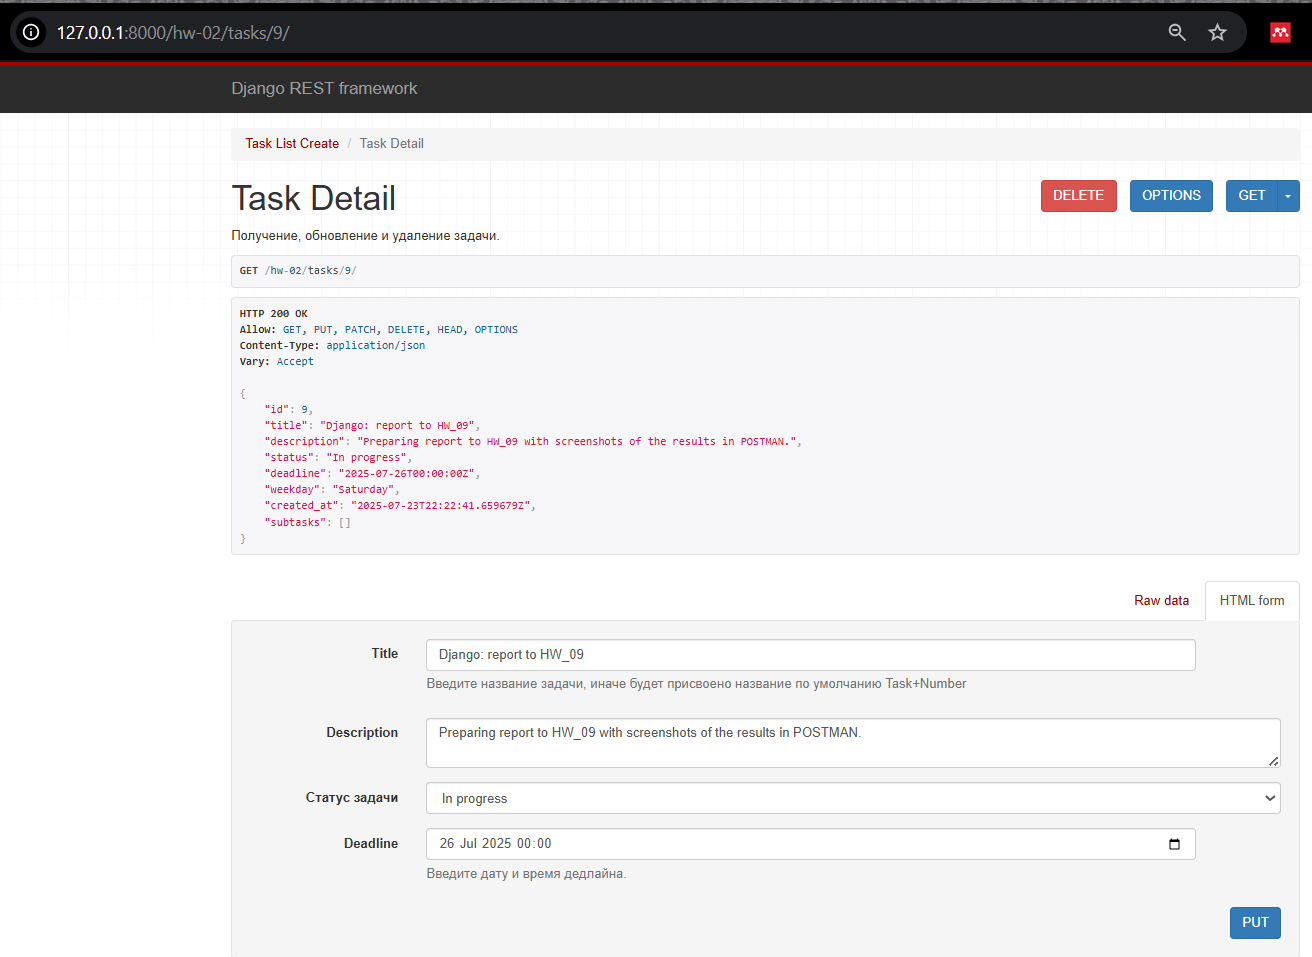 127.0.0.1:8000/hw-02/tasks/9/
Django REST framework
Task List Create / Task Detail
Task Detail
DELETE
OPTIONS
GET
Получение, обновление и удаление задачи.
GET /hw-02/tasks/9/
HTTP 200 OK
Allow: GET, PUT, PATCH, DELETE, HEAD, OPTIONS
Content-Type: application/json
Vary: Accept
{
"id": 9,
"title": "Django: report to HW_09",
"description": "Preparing report to HW_09 with screenshots of the results in POSTMAN.",
"status": "In progress",
"deadline": "2025-07-26T00:00:00Z",
"weekday": "Saturday",
"created_at": "2025-07-23T22:22:41.659679Z",
"subtasks": []
}
Raw data
HTML form
Title
Django: report to HW_09
Введите название задачи, иначе будет присвоено название по умолчанию Task+Number
Description
Preparing report to HW_09 with screenshots of the results in POSTMAN.
Статус задачи
In progress
Deadline
26 Jul 2025 00:00
Введите дату и время дедлайна.
PUT